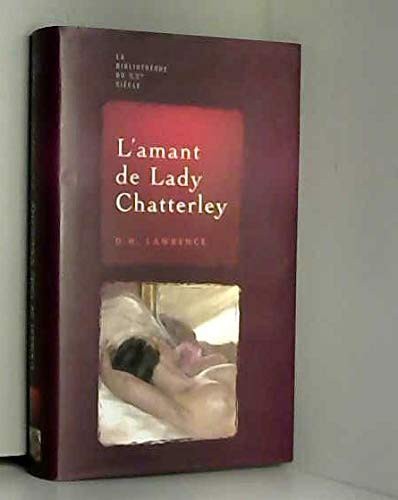 LA
BIBLIOTHÈQUE
DU XXe
SIÈCLE
L'amant
de Lady
Chatterley
D.H. LAWRENCE